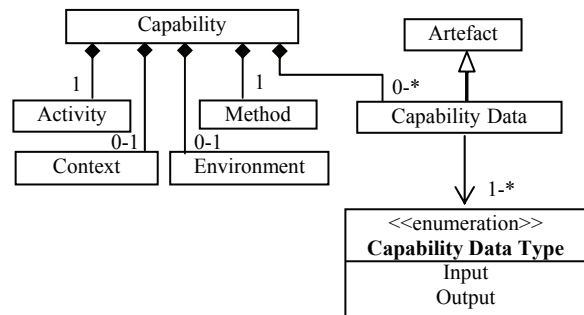 Capability
Artefact
1
1
0-*
Activity
Method
Capability Data
0-1
0-1
Context
Environment
1-*
<<enumeration>>
Capability Data Type
Input
Output